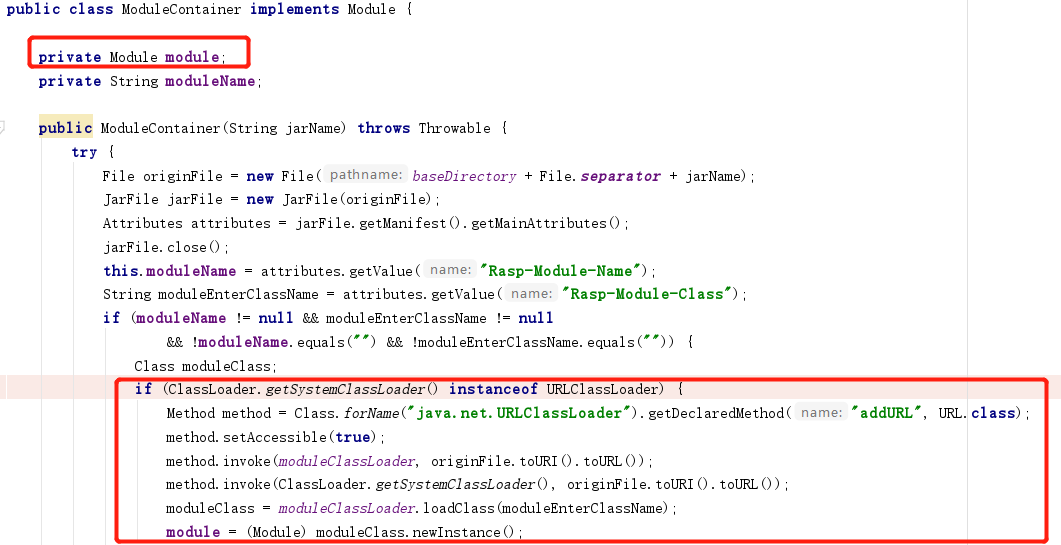 public class ModuleContainer implements Module {
private Module module;
private String moduleName;
public ModuleContainer(String jarName) throws Throwable {
try {
File originFile = new File( pathname: baseDirectory + File.separator + jarName);
JarFile jarFile = new JarFile(originFile);
Attributes attributes = jarFile.getManifest().getMainAttributes();
jarFile.close();
this.moduleName = attributes.getValue( name: "Rasp-Module-Name");
String moduleEnterClassName = attributes.getValue( name: "Rasp-Module-Class");
if (moduleName != null && moduleEnterClassName != null
&& !moduleName.equals("") && !moduleEnterClassName.equals("")) {
Class moduleClass;
if (ClassLoader.getSystemClassLoader() instanceof URLClassLoader) {
Method method = Class.forName("java.net.URLClassLoader").getDeclaredMethod( name: "addURL", URL.class);
method.setAccessible(true);
method.invoke(moduleClassLoader, originFile.toURI().toURL());
method.invoke(ClassLoader.getSystemClassLoader(), originFile.toURI().toURL());
moduleClass = moduleClassLoader.loadClass(moduleEnterClassName);
module = (Module) moduleClass.newInstance();